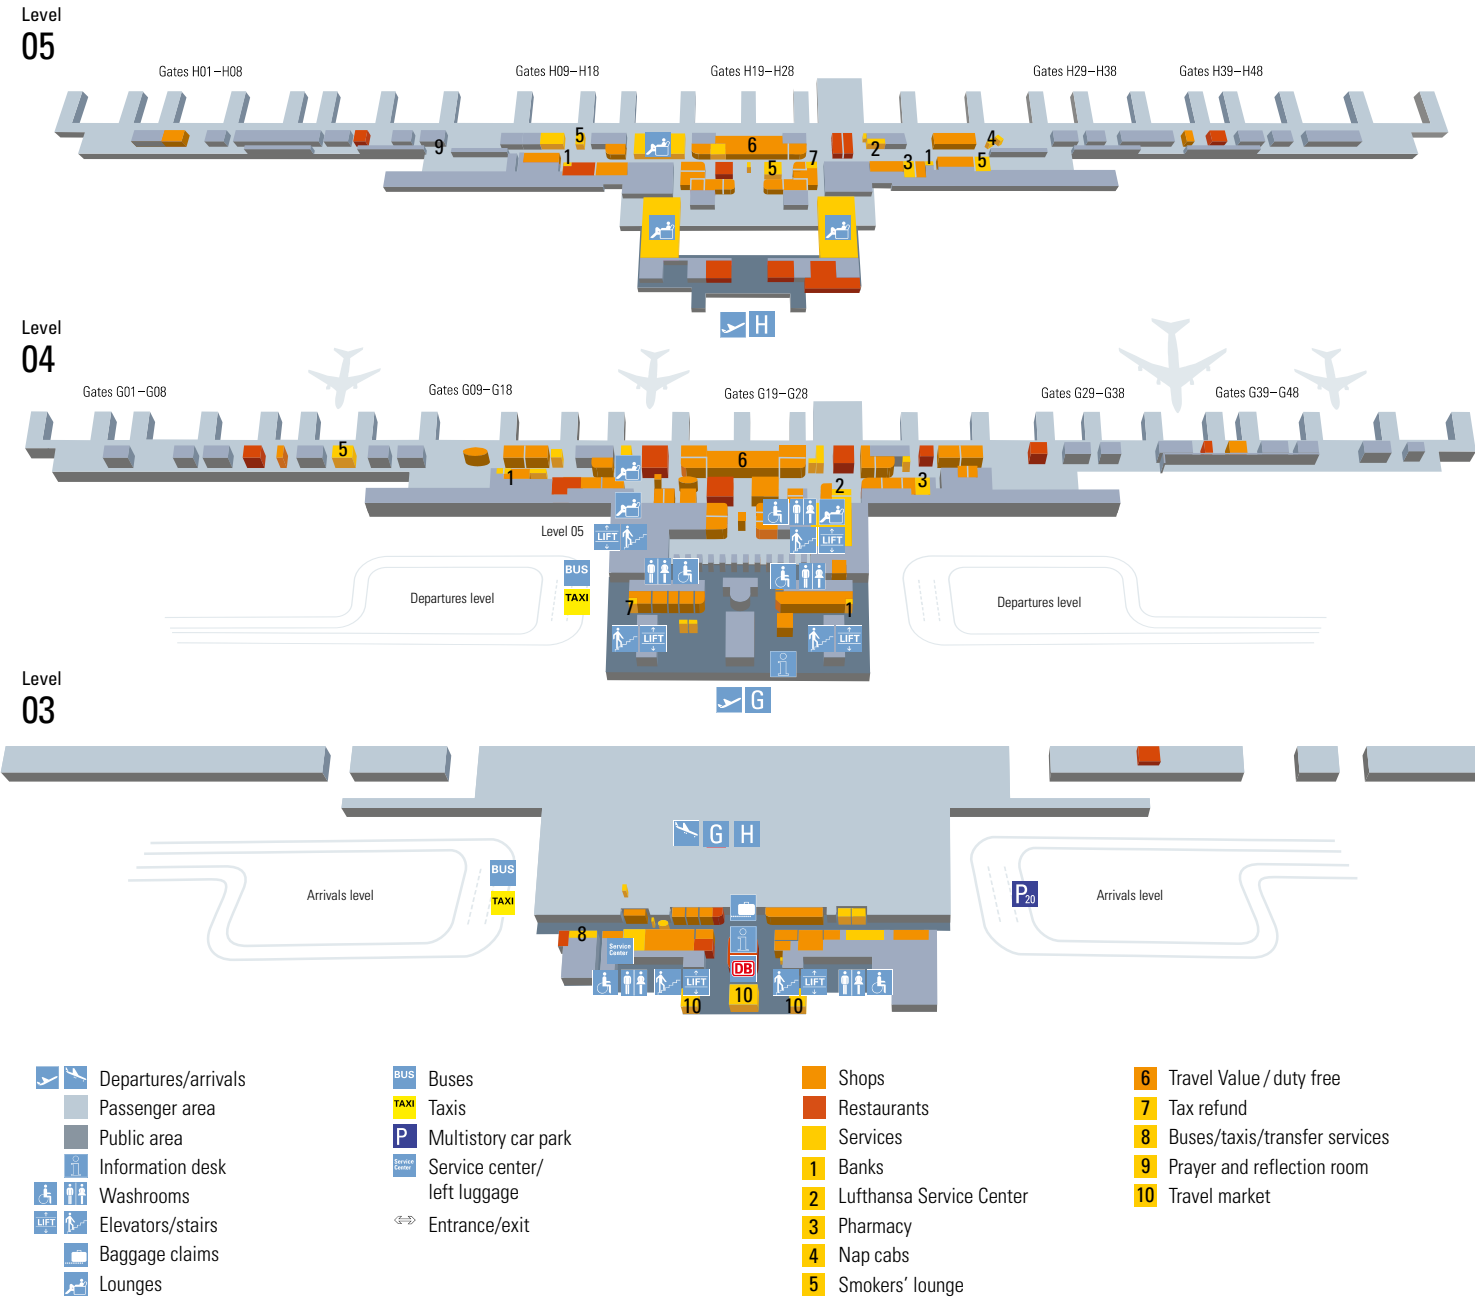 Level
05
Gates H01–H08
Gates H09–H18
Gates H19–H28
Gates H29–H38
Gates H39–H48
9
5
1
6
5
7
2
3
1
5
4
H
Level
04
Gates G01–G08
Gates G09–G18
Gates G19–G28
Gates G29–G38
Gates G39–G48
5
1
6
2
3
Level 05
LIFT
LIFT
BUS
TAXI
Departures level
Departures level
7
1
LIFT
LIFT
i
G
Level
03
G H
BUS
TAXI
Arrivals level
P20
Arrivals level
8
Service
Center
i
DB
LIFT
LIFT
10
10
10
Departures/arrivals
Passenger area
Public area
i Information desk
Washrooms
LIFT Elevators/stairs
Baggage claims
Lounges
BUS Buses
TAXI Taxis
P Multistory car park
Service
Center
Service center/
left luggage
Entrance/exit
Shops
Restaurants
Services
1 Banks
2 Lufthansa Service Center
3 Pharmacy
4 Nap cabs
5 Smokers' lounge
6 Travel Value / duty free
7 Tax refund
8 Buses/taxis/transfer services
9 Prayer and reflection room
10 Travel market